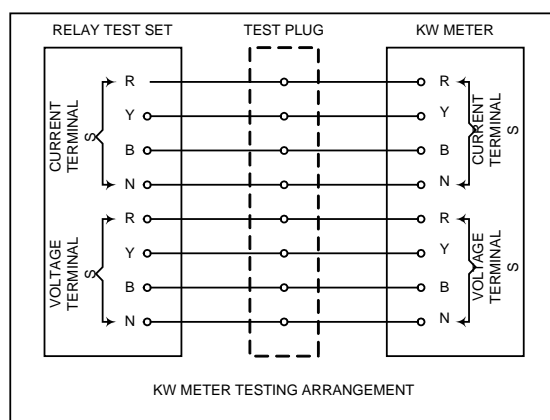 RELAY TEST SET TEST PLUG KW METER
CURRENT
TERMINAL
S
R R
Y Y
B B
N N
CURRENT
TERMINAL
S
VOLTAGE
TERMINAL
S
R R
Y Y
B B
N N
VOLTAGE
TERMINAL
S
KW METER TESTING ARRANGEMENT